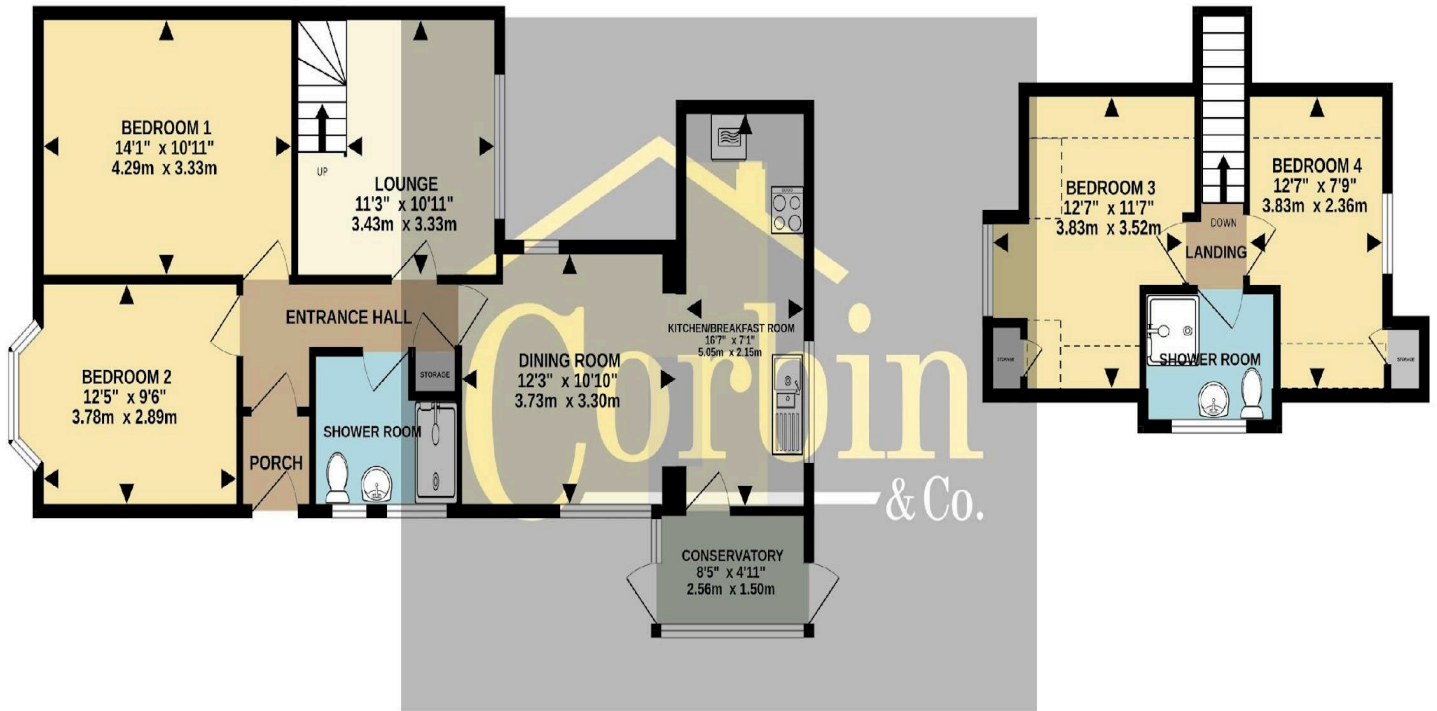 BEDROOM 1
14'1" x 10'11"
4.29m x 3.33m
UP
LOUNGE
11'3" x 10'11"
3.43m x 3.33m
ENTRANCE HALL
BEDROOM 2
12'5" x 9'6"
3.78m x 2.89m
PORCH
SHOWER ROOM
STORAGE
DINING ROOM
12'3" x 10'10"
3.73m x 3.30m
KITCHEN/BREAKFAST ROOM
16'7" x 7'1"
5.05m x 2.15m
CONSERVATORY
8'5" x 4'11"
2.56m x 1.50m
Corbin
& Co.
BEDROOM 3
12'7" x 11'7"
3.83m x 3.52m
STORAGE
DOWN
LANDING
BEDROOM 4
12'7" x 7'9"
3.83m x 2.36m
SHOWER ROOM
STORAGE